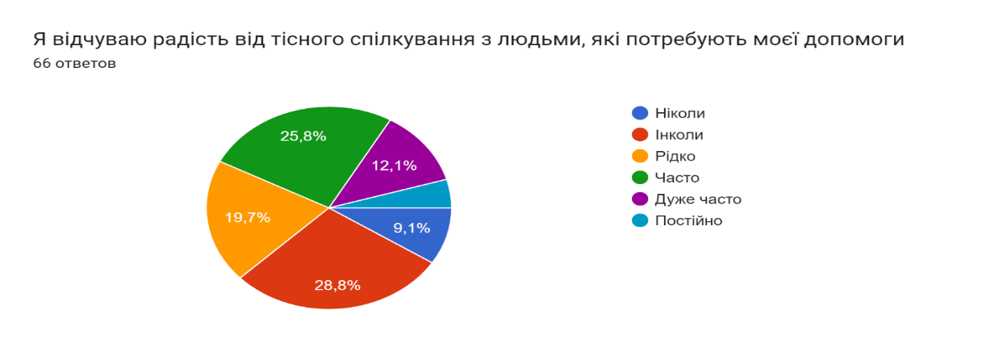 Я відчуваю радість від тісного спілкування з людьми, які потребують моєї допомоги
66 ответов
25,8%
12,1%
19,7%
9,1%
28,8%
Ніколи
Інколи
Рідко
Часто
Дуже часто
Постійно